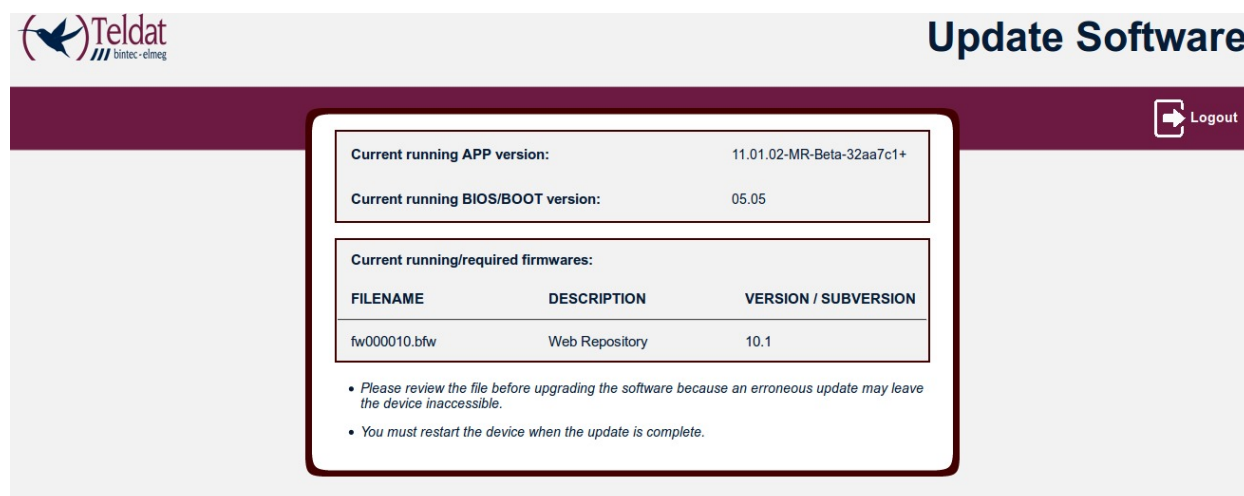 Teldat
bintec-elmeg
Update Software
Logout
Current running APP version: 11.01.02-MR-Beta-32aa7c1+
Current running BIOS/BOOT version: 05.05
Current running/required firmwares:
FILENAME DESCRIPTION VERSION / SUBVERSION
fw000010.bfw Web Repository 10.1
• Please review the file before upgrading the software because an erroneous update may leave
the device inaccessible.
• You must restart the device when the update is complete.